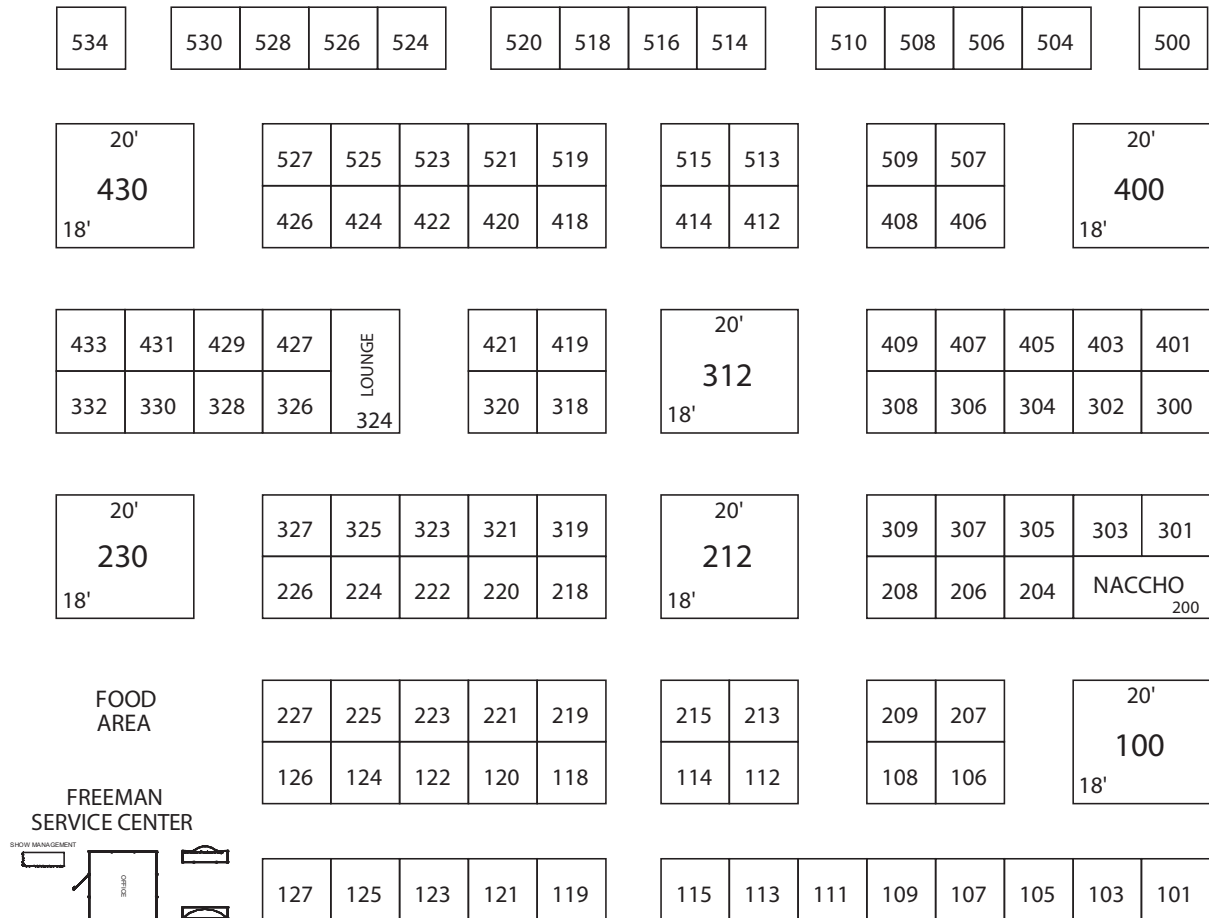 534 530 528 526 524 520 518 516 514 510 508 506 504 500
20' 20'
527 525 523 521 519 515 513 509 507
430 400
426 424 422 420 418 414 412 408 406
18' 18'
20'
433 431 429 427 LOUNGE 421 419 409 407 405 403 401
312
332 330 328 326 324 320 318 18' 308 306 304 302 300
20' 20'
327 325 323 321 319 309 307 305 303 301
230 212
226 224 222 220 218 208 206 204 NACCHO
18' 18' 200
FOOD 20'
AREA 227 225 223 221 219 215 213 209 207
100
126 124 122 120 118 114 112 108 106 18'
FREEMAN
SERVICE CENTER
SHOW MANAGEMENT
OFFICE
127 125 123 121 119 115 113 111 109 107 105 103 101